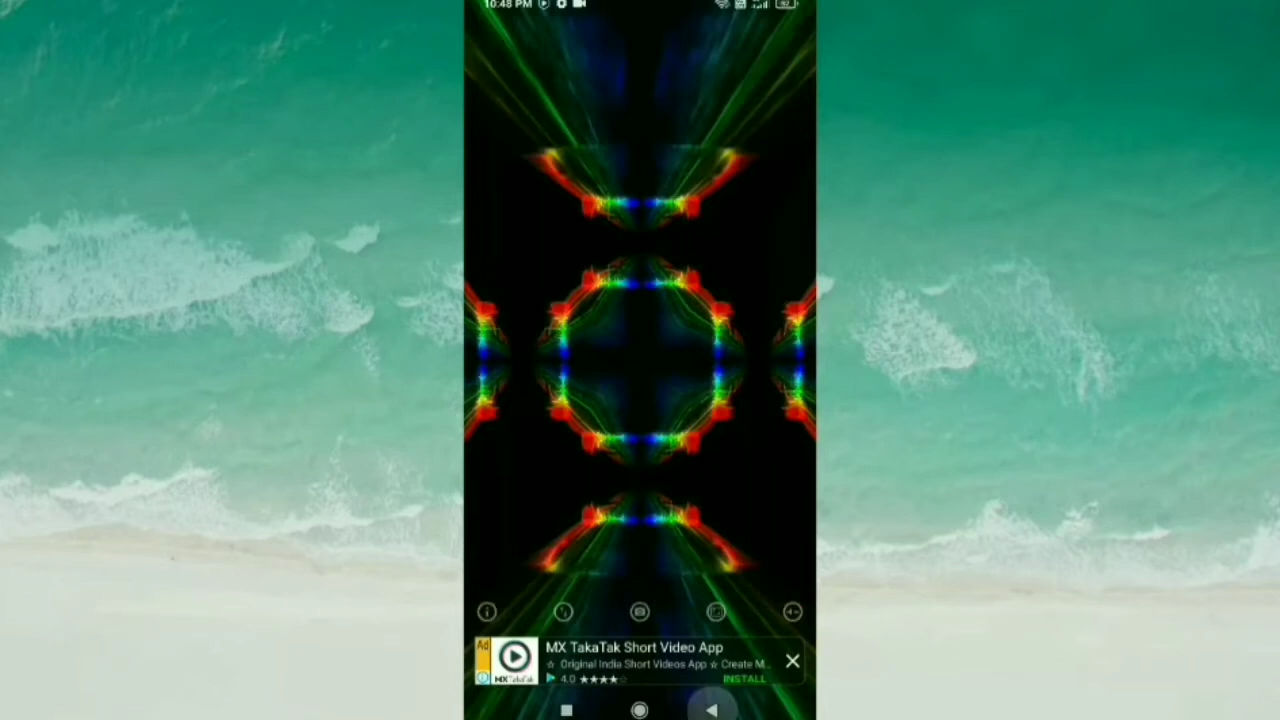 10:48 PM
Ad
MX TakaTak Short Video App
☆ Original India Short Videos App ☆ Create M...
MX TakaTak
4.0 ★★★★☆
INSTALL